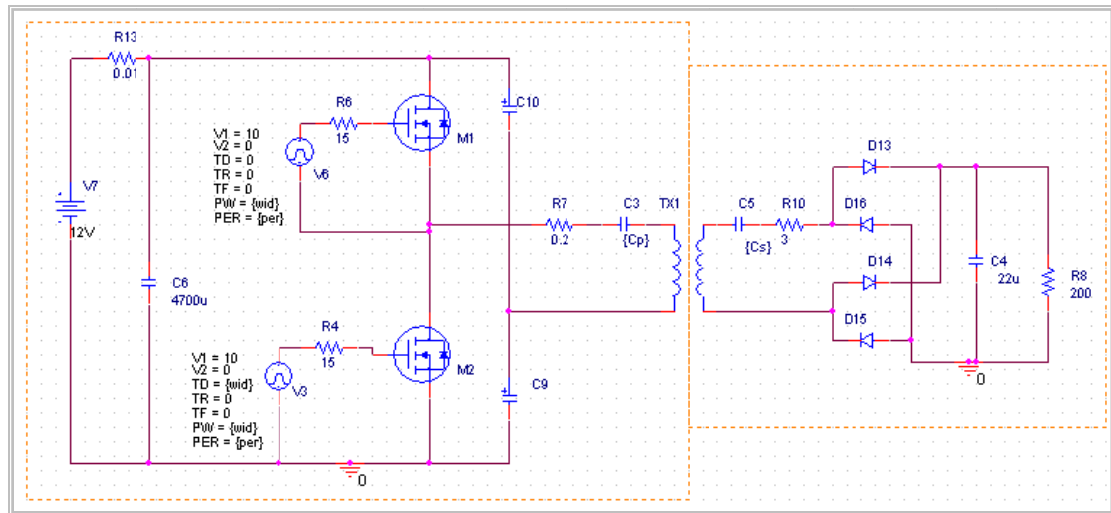 R13
0.01
C10
R6
15
M1
V1 = 10
V2 = 0
TD = 0
TR = 0
TF = 0
PW = {wid}
PER = {per}
V6
V7
12V
C6
4700u
R7
0.2
C3
{Cp}
TX1
C5
{Cs}
R10
3
D13
D16
D14
D15
C4
22u
R8
200
0
R4
15
M2
V1 = 10
V2 = 0
TD = {wid}
TR = 0
TF = 0
PW = {wid}
PER = {per}
V3
C9
0